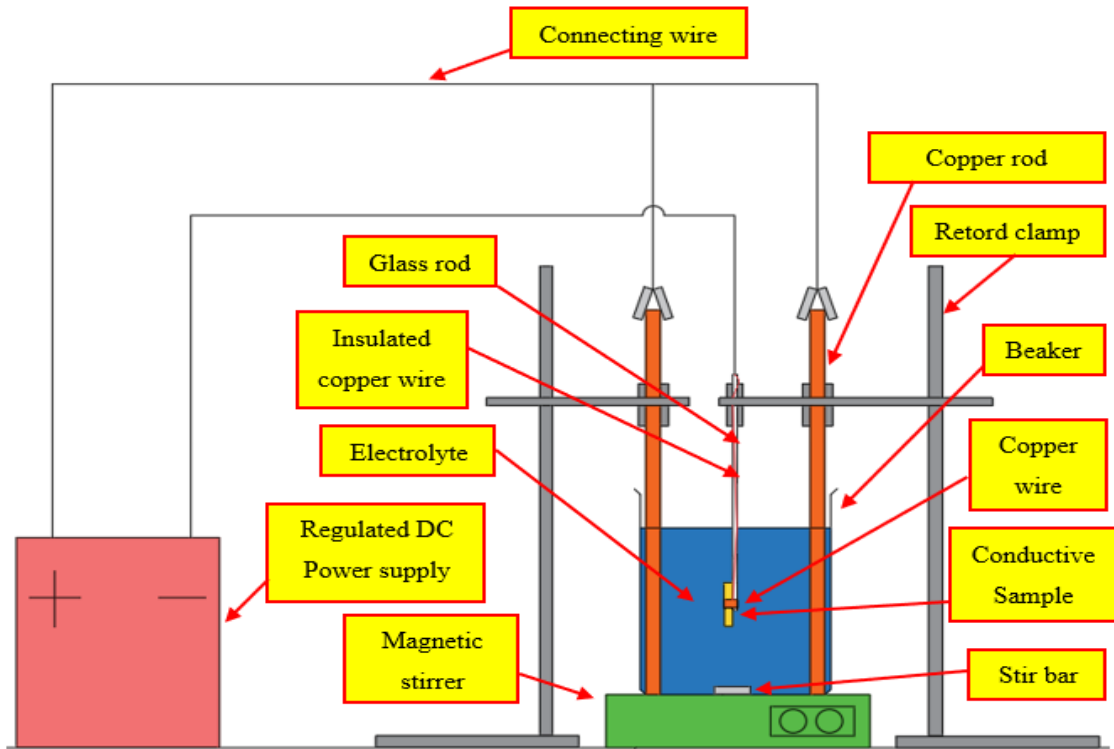 Connecting wire
Copper rod
Retord clamp
Glass rod
Insulated
copper wire
Beaker
Electrolyte
Copper
wire
Regulated DC
Power supply
Conductive
Sample
Magnetic
stirrer
Stir bar